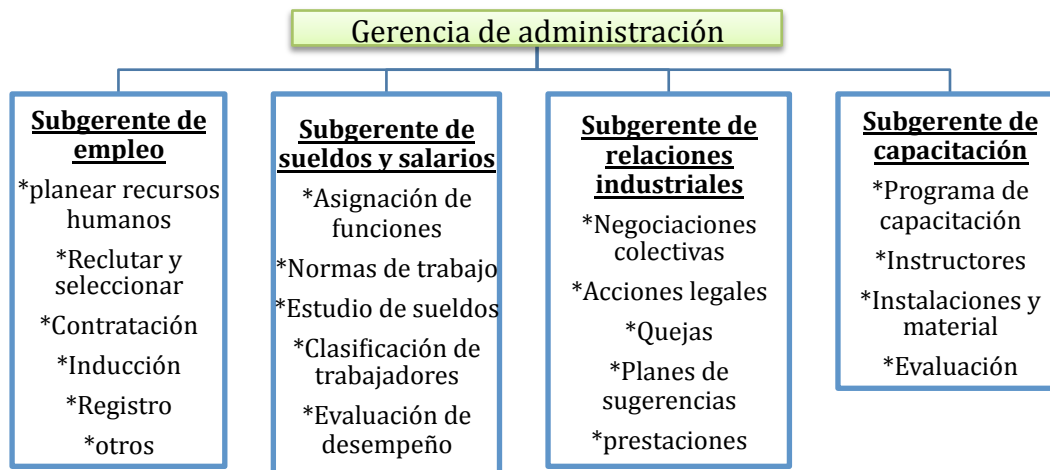 Gerencia de administración
Subgerente de
empleo
*planear recursos
humanos
*Reclutar y
seleccionar
*Contratación
*Inducción
*Registro
*otros
Subgerente de
sueldos y salarios
*Asignación de
funciones
*Normas de trabajo
*Estudio de sueldos
*Clasificación de
trabajadores
*Evaluación de
desempeño
Subgerente de
relaciones
industriales
*Negociaciones
colectivas
*Acciones legales
*Quejas
*Planes de
sugerencias
*prestaciones
Subgerente de
capacitación
*Programa de
capacitación
*Instructores
*Instalaciones y
material
*Evaluación